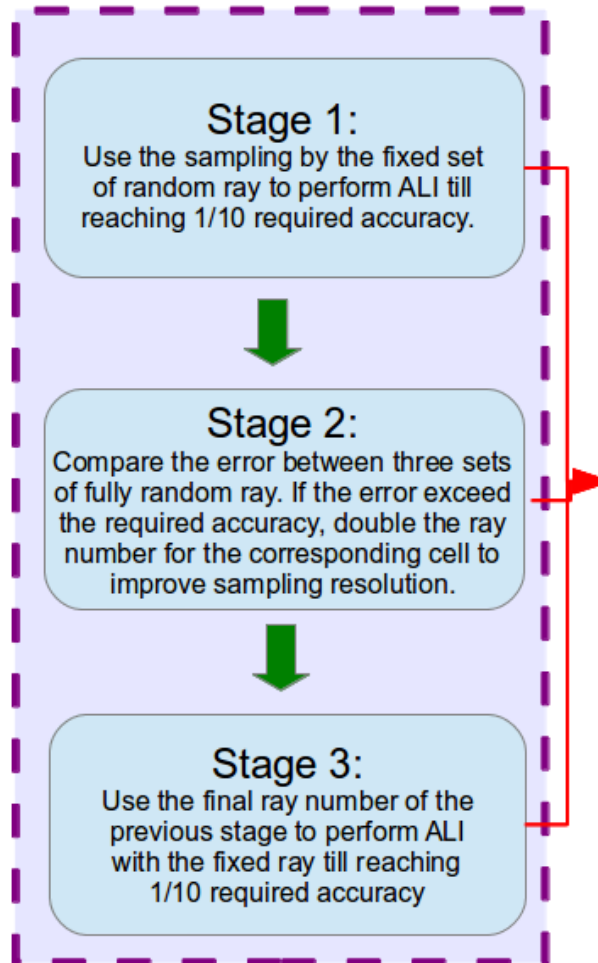 Stage 1:
Use the sampling by the fixed set
of random ray to perform ALI till
reaching 1/10 required accuracy.
Stage 2:
Compare the error between three sets
of fully random ray. If the error exceed
the required accuracy, double the ray
number for the corresponding cell to
improve sampling resolution.
Stage 3:
Use the final ray number of the
previous stage to perform ALI
with the fixed ray till reaching
1/10 required accuracy